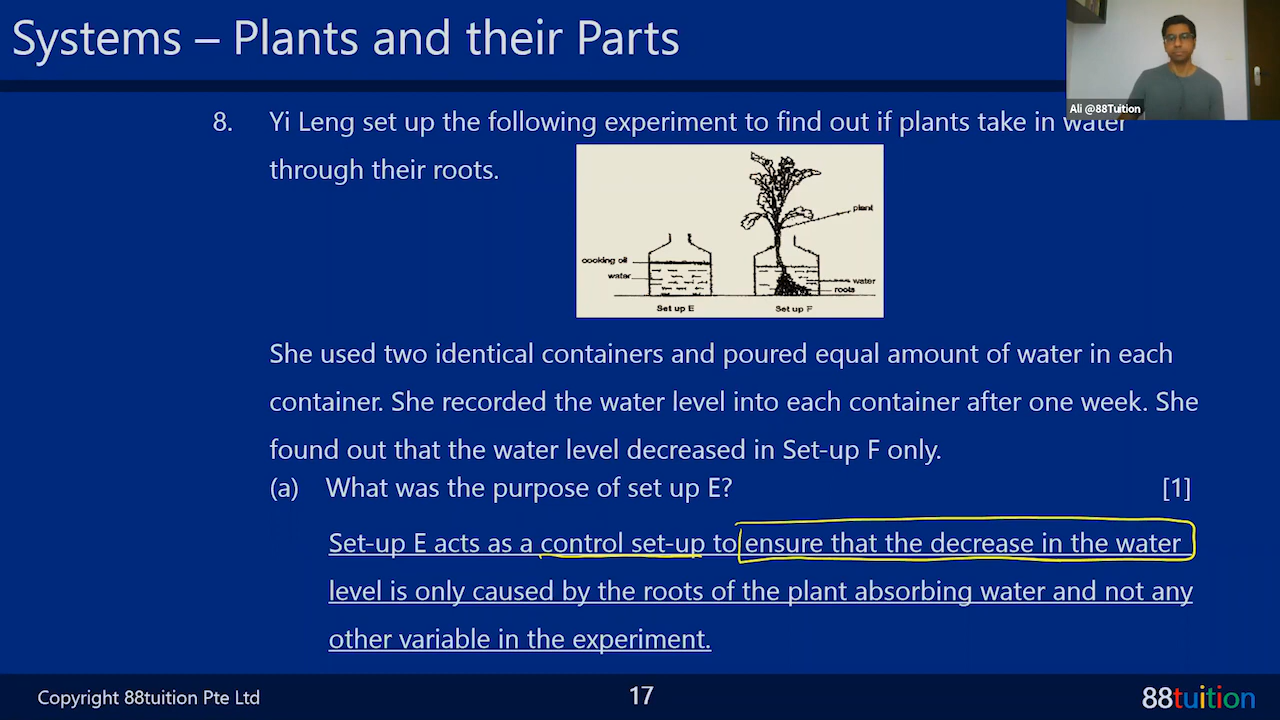 Systems – Plants and their Parts
Ali @88Tuition
8. Yi Leng set up the following experiment to find out if plants take in water
through their roots.
plant
cooking oil
water
water
roots
Set up E
Set up F
She used two identical containers and poured equal amount of water in each
container. She recorded the water level into each container after one week. She
found out that the water level decreased in Set-up F only.
(a) What was the purpose of set up E? [1]
Set-up E acts as a control set-up to ensure that the decrease in the water
level is only caused by the roots of the plant absorbing water and not any
other variable in the experiment.
Copyright 88tuition Pte Ltd
17
88tuition